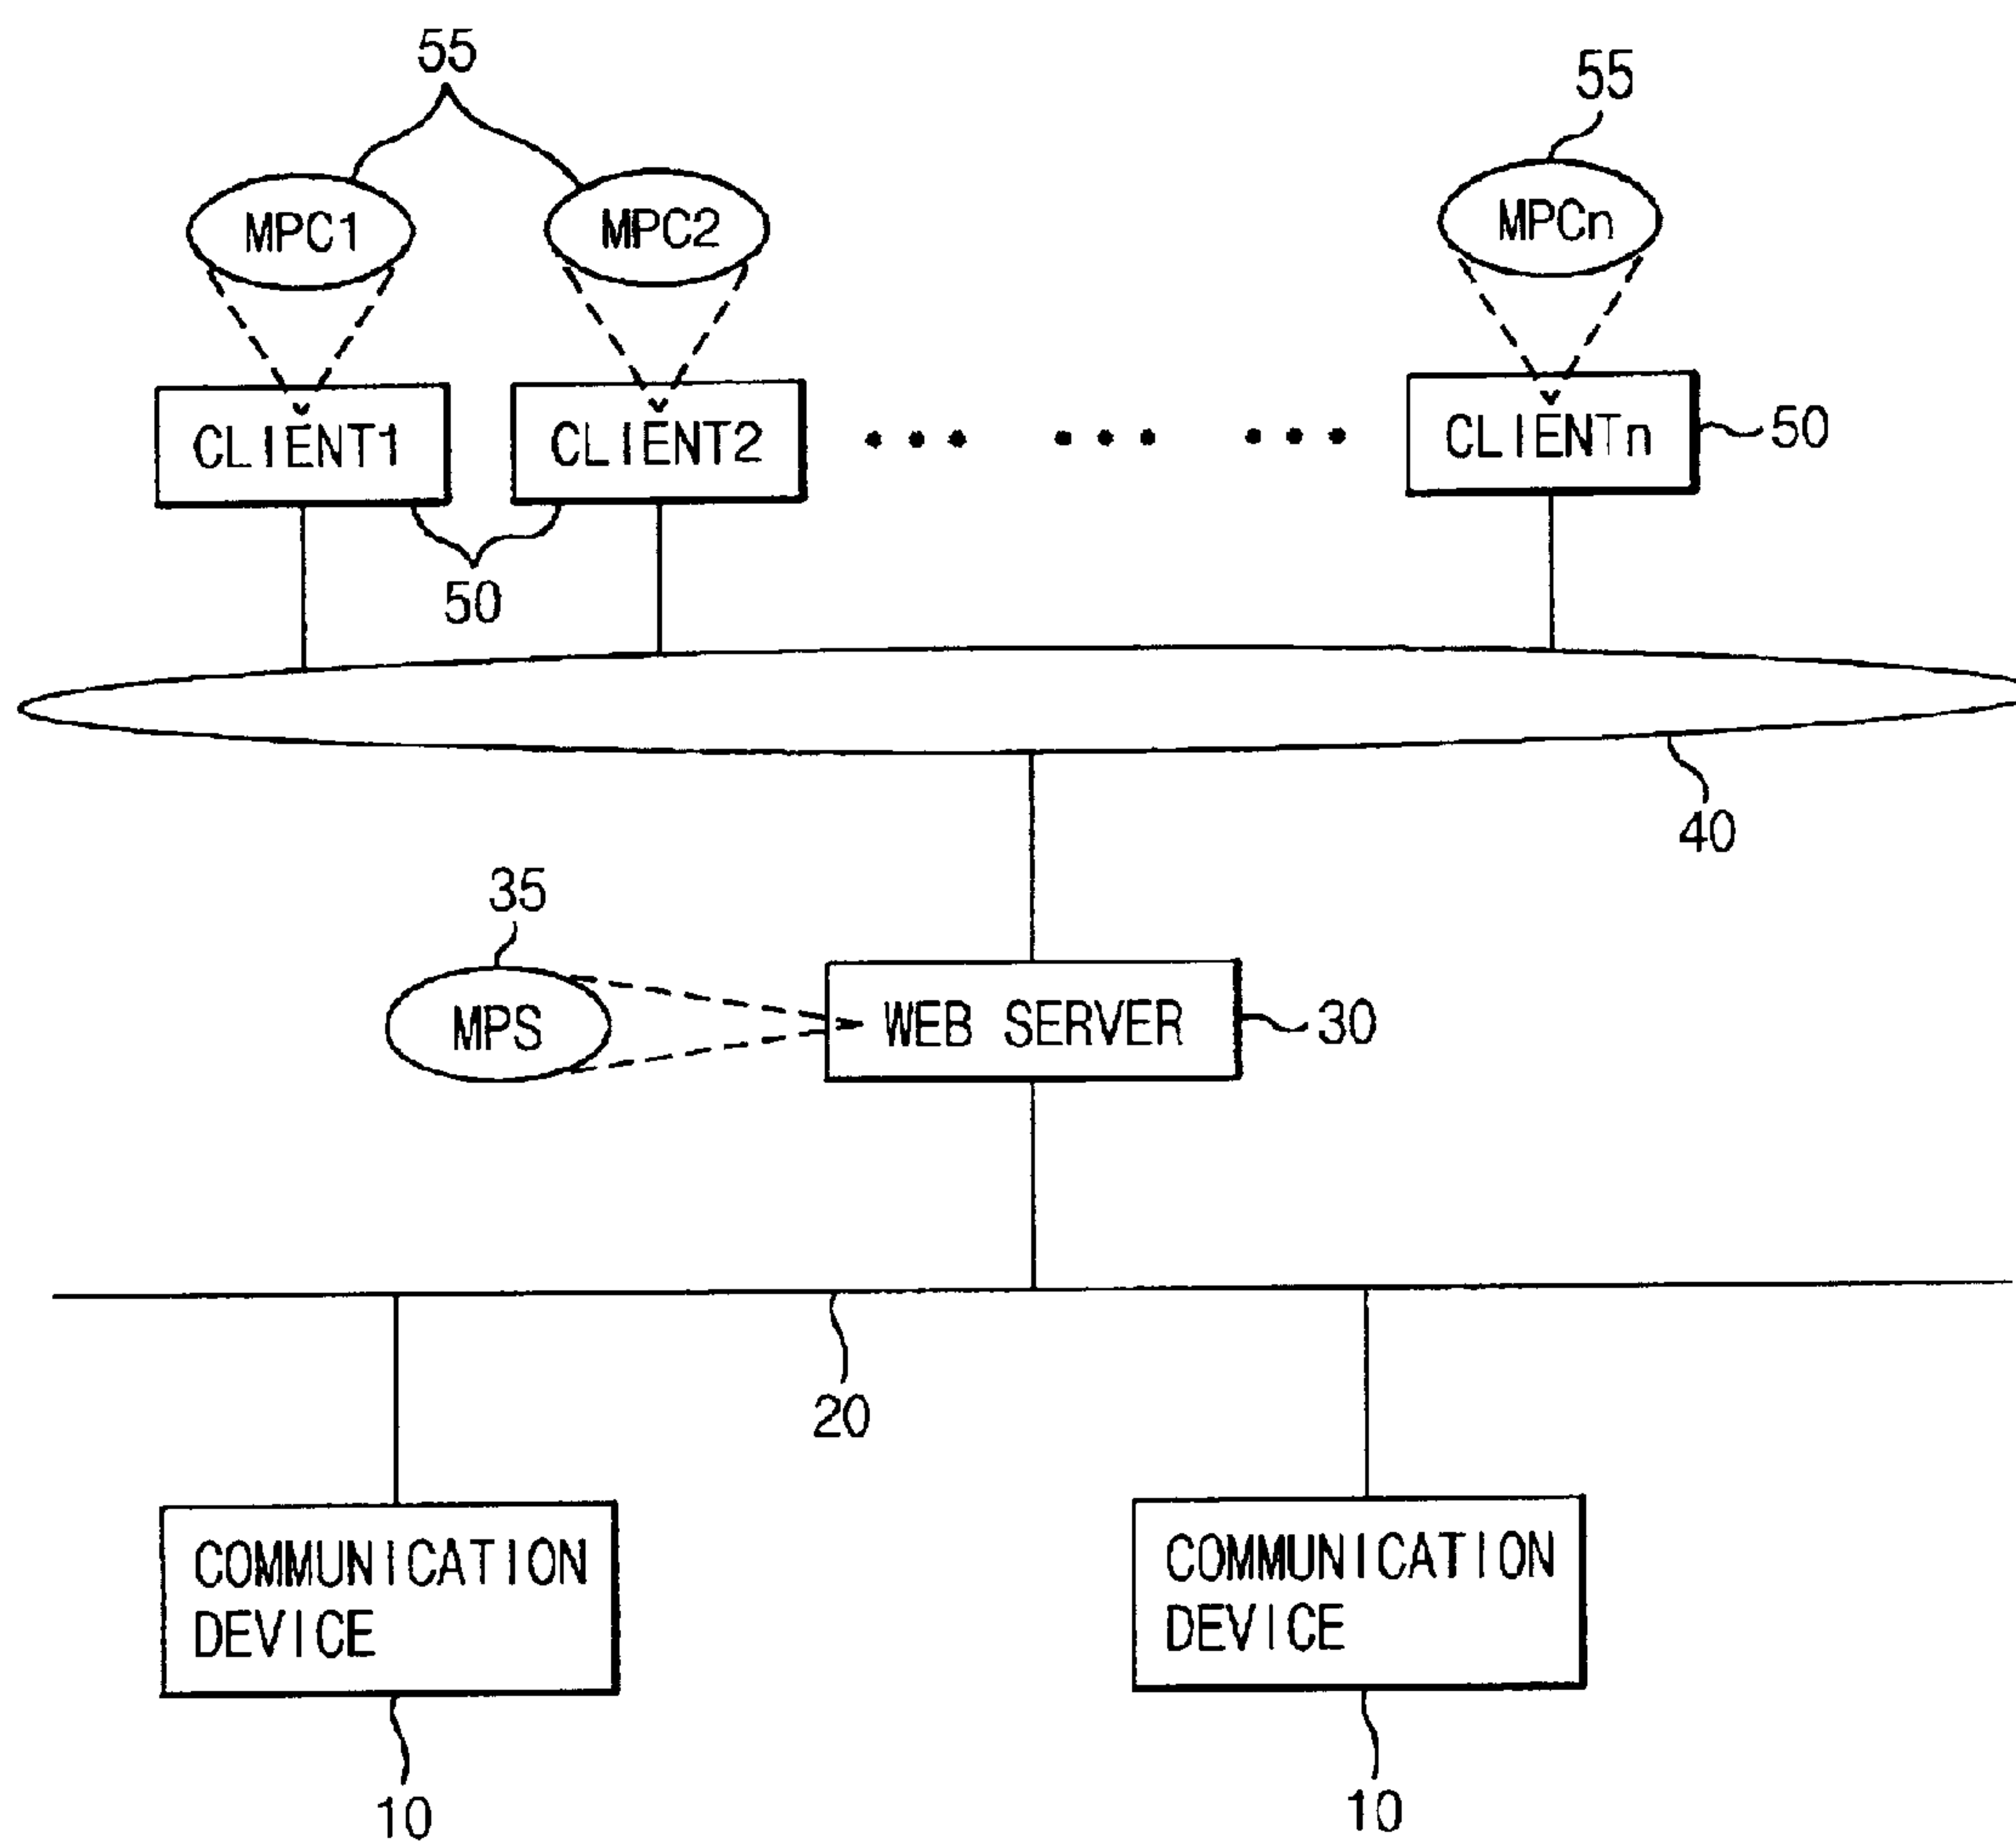 55
55
MPC1
MPC2
MPCn
CLIENT1
CLIENT2
CLIENTn
50
50
40
35
MPS
WEB SERVER
30
20
COMMUNICATION
DEVICE
COMMUNICATION
DEVICE
10
10